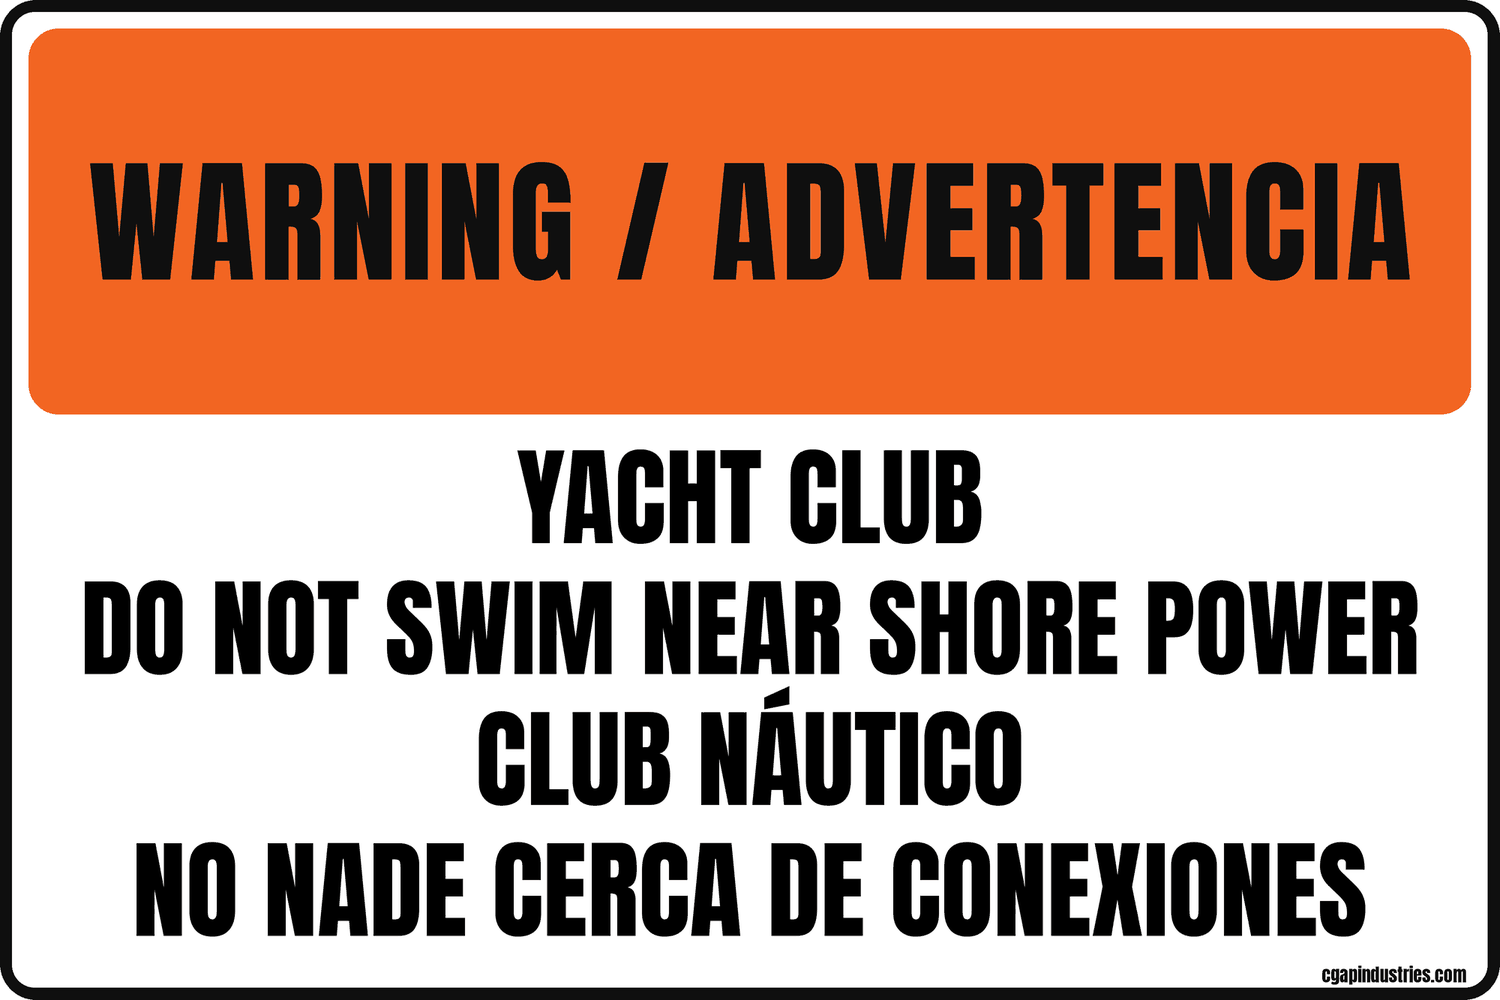 WARNING / ADVERTENCIA
YACHT CLUB
DO NOT SWIM NEAR SHORE POWER
CLUB NÁUTICO
NO NADE CERCA DE CONEXIONES
cgapindustries.com